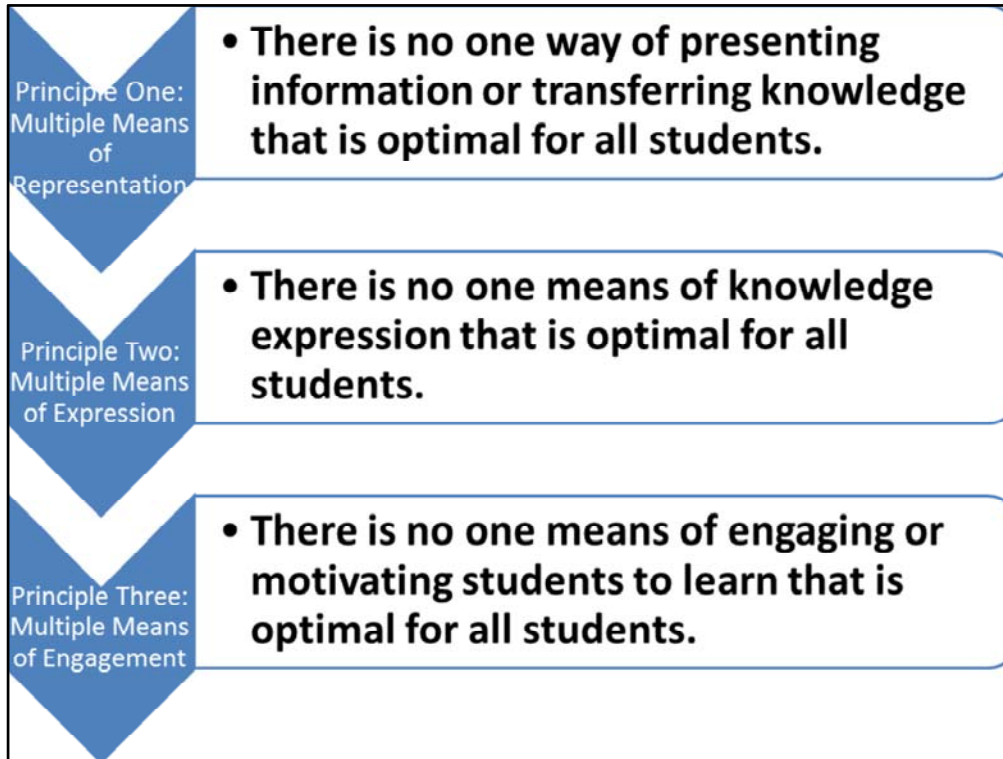 Principle One:
Multiple Means
of
Representation
• There is no one way of presenting
information or transferring knowledge
that is optimal for all students.
Principle Two:
Multiple Means
of Expression
• There is no one means of knowledge
expression that is optimal for all
students.
Principle Three:
Multiple Means
of Engagement
• There is no one means of engaging or
motivating students to learn that is
optimal for all students.